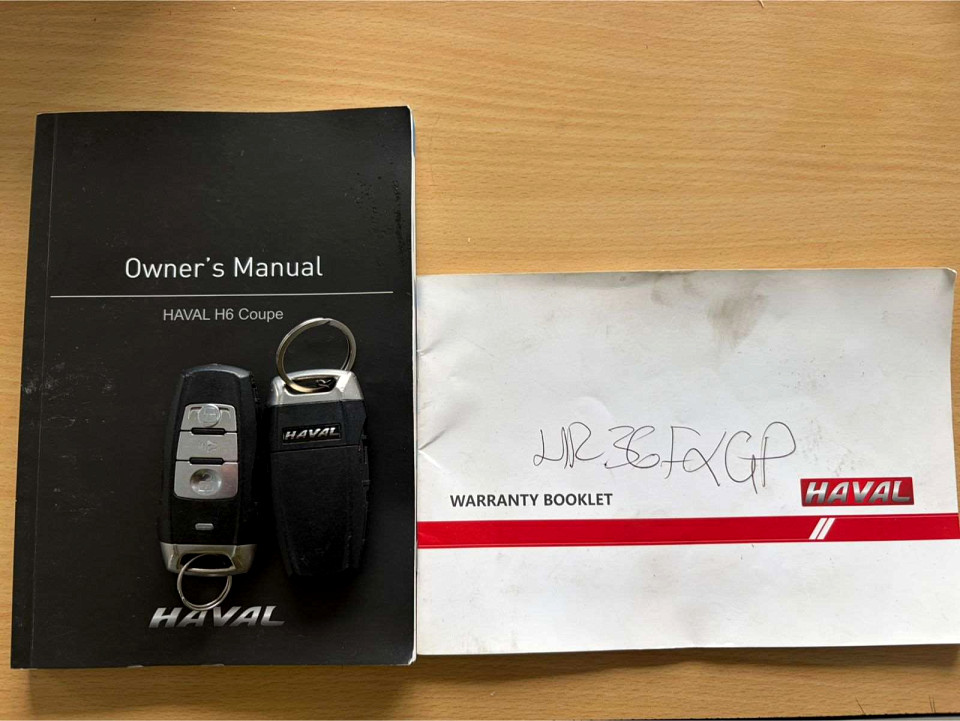 Owner's Manual
HAVAL H6 Coupe
HAVAL
HAVAL
WARRANTY BOOKLET
HAVAL